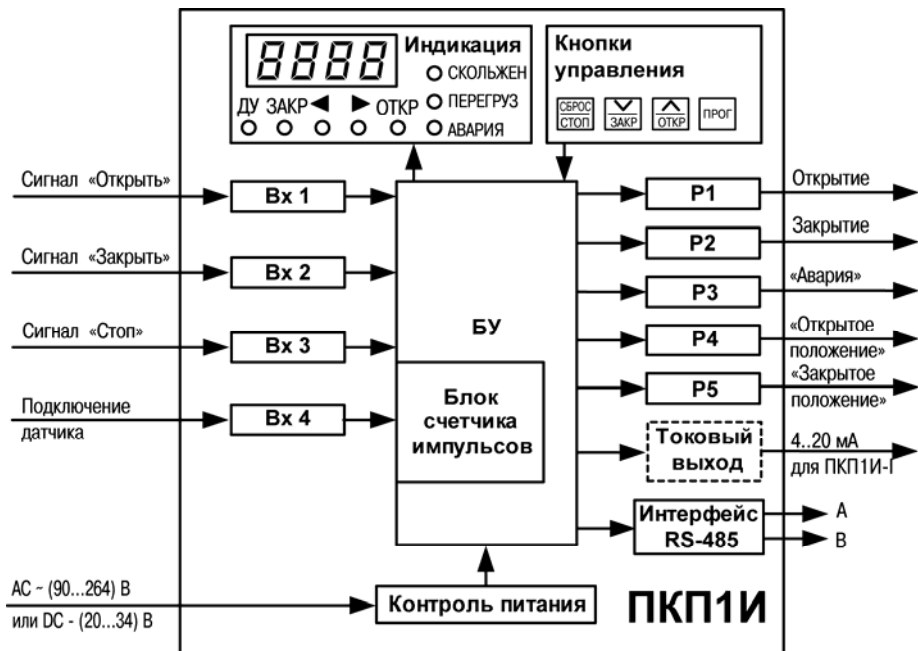 8888
Индикация
СКОЛЬЖЕН
ПЕРЕГРУЗ
АВАРИЯ
ДУ ЗАКР ◄ ► ОТКР
Кнопки
управления
СБРОС
СТОП
ЗАКР
ОТКР
ПРОГ
Сигнал «Открыть»
Вх 1
Сигнал «Закрыть»
Вх 2
Сигнал «Стоп»
Вх 3
Подключение
датчика
Вх 4
БУ
Блок
счетчика
импульсов
Р1
Открытие
Р2
Закрытие
Р3
«Авария»
Р4
«Открытое
положение»
Р5
«Закрытое
положение»
Токовый
выход
4..20 мА
для ПКП1И-I
Интерфейс
RS-485
А
В
АС ~ (90...264) В
или DC - (20...34) В
Контроль питания
ПКП1И